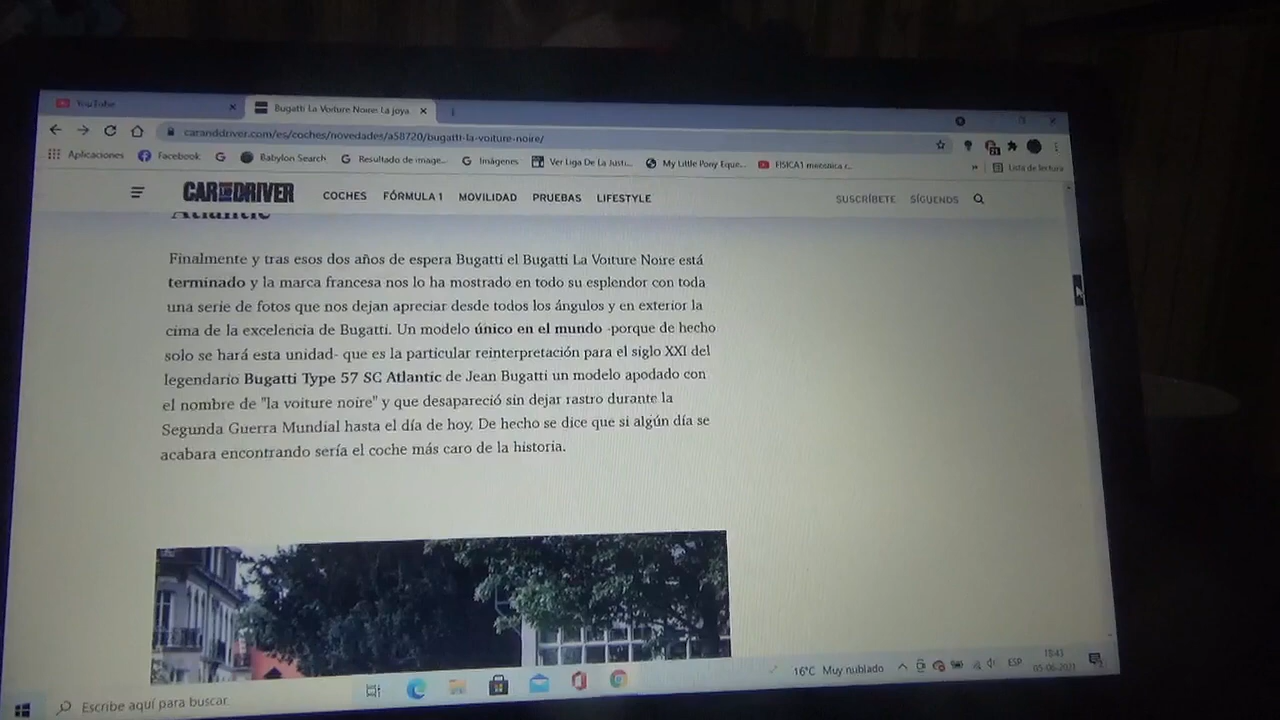 YouTube
Bugatti La Voiture Noire: La joya
caranddriver.com/es/coches/novedades/a58720/bugatti-la-voiture-noire/
Aplicaciones Facebook Babylon Search Resultado de image... Imágenes Ver Liga De La Justi... My Little Pony Eque... FISICA1 mecanica c...
Lista de lectura
CAR AND DRIVER COCHES FÓRMULA 1 MOVILIDAD PRUEBAS LIFESTYLE SUSCRÍBETE SÍGUENOS
Atlantic
Finalmente y tras esos dos años de espera Bugatti el Bugatti La Voiture Noire está
terminado y la marca francesa nos lo ha mostrado en todo su esplendor con toda
una serie de fotos que nos dejan apreciar desde todos los ángulos y en exterior la
cima de la excelencia de Bugatti. Un modelo único en el mundo -porque de hecho
solo se hará esta unidad- que es la particular reinterpretación para el siglo XXI del
legendario Bugatti Type 57 SC Atlantic de Jean Bugatti un modelo apodado con
el nombre de "la voiture noire" y que desapareció sin dejar rastro durante la
Segunda Guerra Mundial hasta el día de hoy. De hecho se dice que si algún día se
acabara encontrando sería el coche más caro de la historia.
Escribe aquí para buscar.
16°C Muy nublado
ESP
18:43
05-06-2021